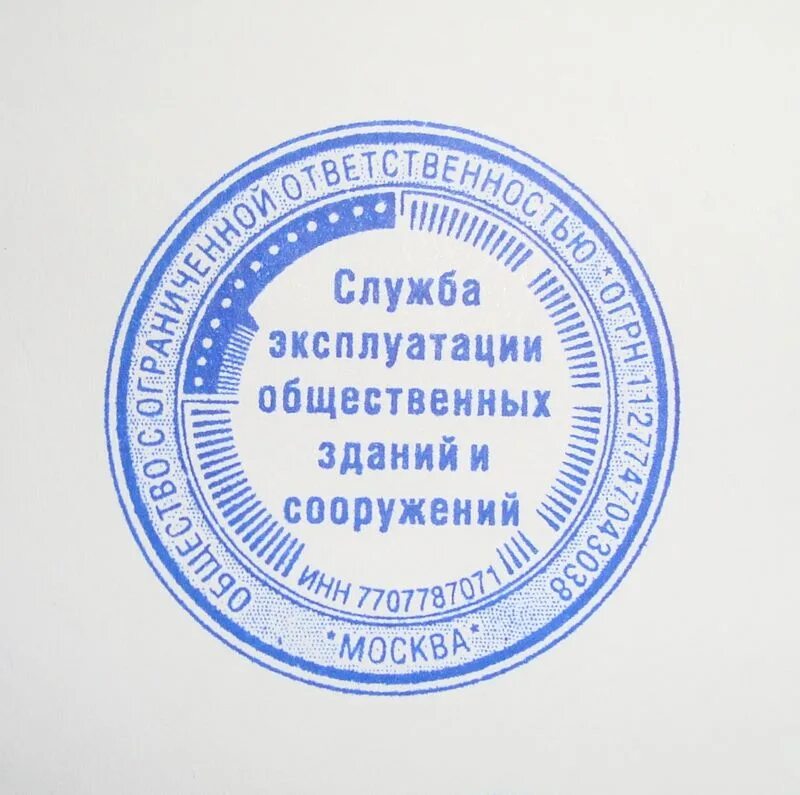 ОБЩЕСТВО С ОГРАНИЧЕННОЙ ОТВЕТСТВЕННОСТЬЮ *ОГРН 1127747043038
Служба
эксплуатации
общественных
зданий и
сооружений
ИНН 7707787071
*МОСКВА*